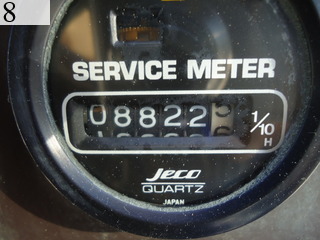 8
SERVICE METER
08822
1/10
H
Jeco
QUARTZ
JAPAN